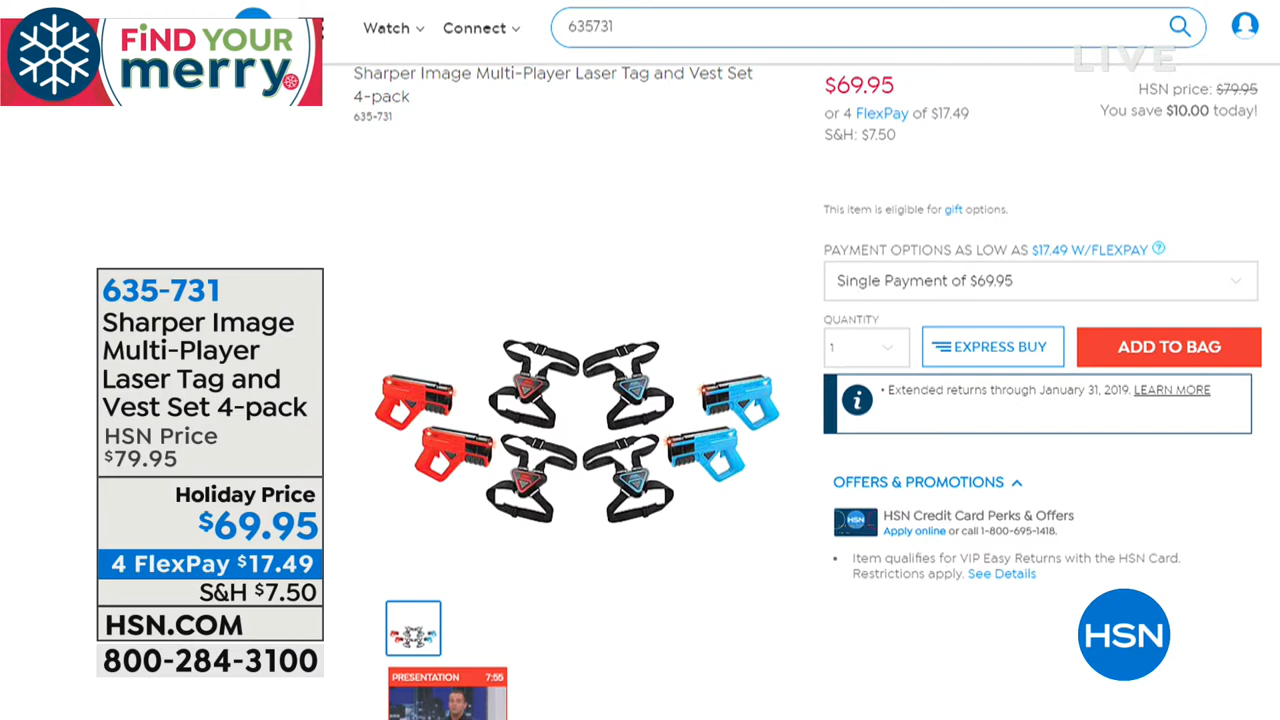 FiND YOUR
merry.
Watch
Connect
635731
LIVE
Sharper Image Multi-Player Laser Tag and Vest Set
4-pack
635-731
$69.95
or 4 FlexPay of $17.49
S&H: $7.50
HSN price: $79.95
You save $10.00 today!
This item is eligible for gift options.
PAYMENT OPTIONS AS LOW AS $17.49 W/FLEXPAY ?
Single Payment of $69.95
QUANTITY
1
EXPRESS BUY
ADD TO BAG
i
• Extended returns through January 31, 2019. LEARN MORE
OFFERS & PROMOTIONS
HSN
HSN Credit Card Perks & Offers
Apply online or call 1-800-695-1418.
• Item qualifies for VIP Easy Returns with the HSN Card.
Restrictions apply. See Details
635-731
Sharper Image
Multi-Player
Laser Tag and
Vest Set 4-pack
HSN Price
$79.95
Holiday Price
$69.95
4 FlexPay $17.49
S&H $7.50
HSN.COM
800-284-3100
PRESENTATION 7:55
HSN